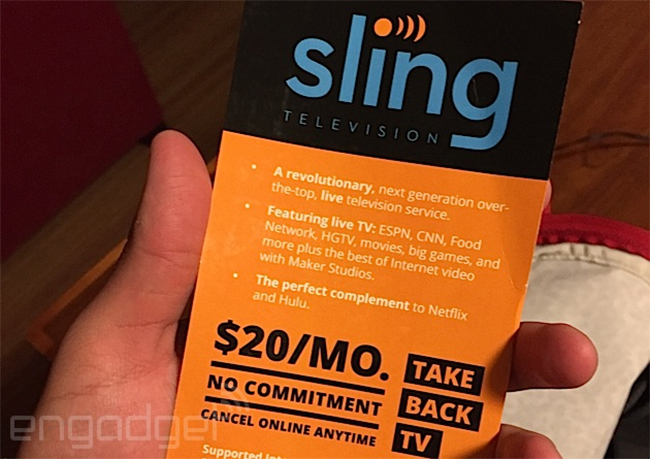 sling
TELEVISION
• A revolutionary, next generation over-
the-top, live television service.
• Featuring live TV: ESPN, CNN, Food
Network, HGTV, movies, big games, and
more plus the best of Internet video
with Maker Studios.
• The perfect complement to Netflix
and Hulu.
$20/MO.
NO COMMITMENT
CANCEL ONLINE ANYTIME
TAKE
BACK
TV
Supported
engadget